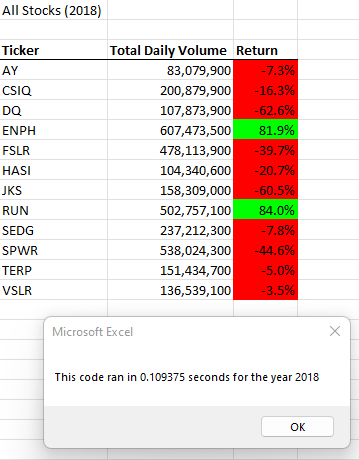 All Stocks (2018)
Ticker Total Daily Volume Return
AY 83,079,900 -7.3%
CSIQ 200,879,900 -16.3%
DQ 107,873,900 -62.6%
ENPH 607,473,500 81.9%
FSLR 478,113,900 -39.7%
HASI 104,340,600 -20.7%
JKS 158,309,000 -60.5%
RUN 502,757,100 84.0%
SEDG 237,212,300 -7.8%
SPWR 538,024,300 -44.6%
TERP 151,434,700 -5.0%
VSLR 136,539,100 -3.5%
Microsoft Excel
This code ran in 0.109375 seconds for the year 2018
OK